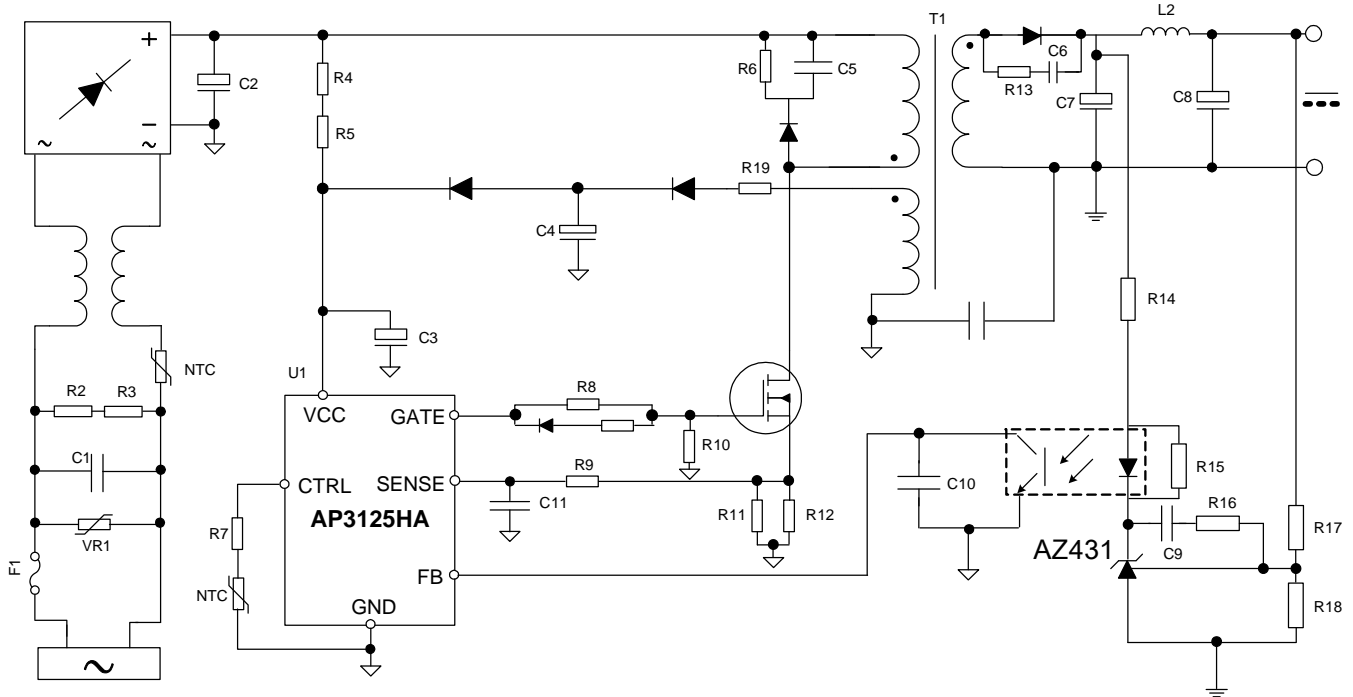 T1
L2
+
−
~
~
C2
R4
R5
R6
C5
C6
R13
C7
C8
R19
C4
R14
C3
U1
NTC
R2
R3
C1
VR1
F1
~
VCC
GATE
CTRL
SENSE
AP3125HA
FB
GND
R7
NTC
R8
R10
R9
C11
R11
R12
C10
R15
R16
C9
AZ431
R17
R18